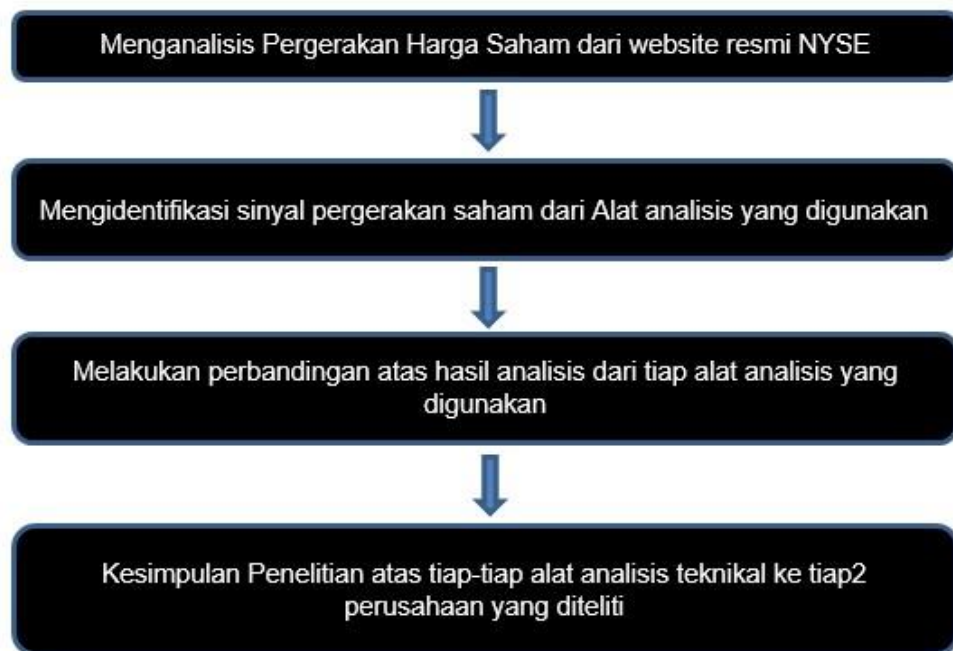 Menganalisis Pergerakan Harga Saham dari website resmi NYSE
Mengidentifikasi sinyal pergerakan saham dari Alat analisis yang digunakan
Melakukan perbandingan atas hasil analisis dari tiap alat analisis yang
digunakan
Kesimpulan Penelitian atas tiap-tiap alat analisis teknikal ke tiap2
perusahaan yang diteliti